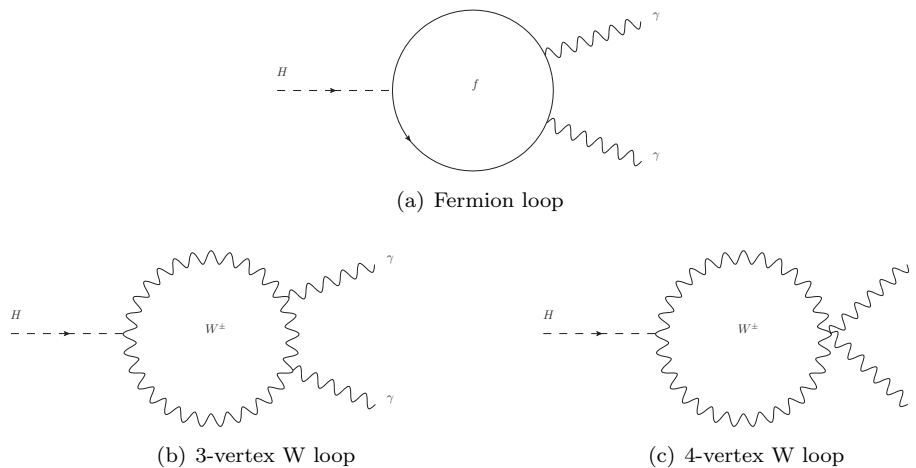 γ
H
f
γ
(a) Fermion loop
γ
H
W±
γ
H
W±
(b) 3-vertex W loop
(c) 4-vertex W loop